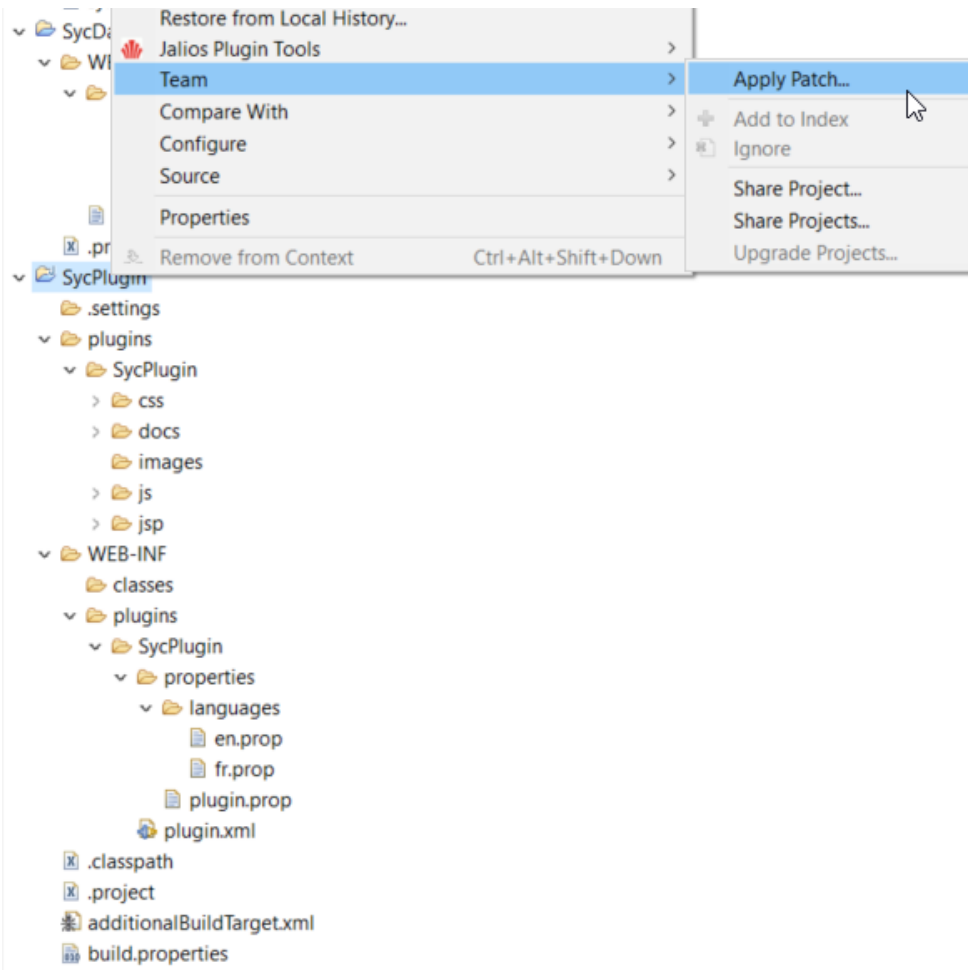 Restore from Local History...
SycDa
Jalios Plugin Tools
WE
Team
Apply Patch...
Compare With
Add to Index
Configure
Ignore
Source
Share Project...
Properties
Share Projects...
.pr
Remove from Context Ctrl+Alt+Shift+Down
Upgrade Projects...
SycPlugin
.settings
plugins
SycPlugin
css
docs
images
js
jsp
WEB-INF
classes
plugins
SycPlugin
properties
languages
en.prop
fr.prop
plugin.prop
plugin.xml
.classpath
.project
additionalBuildTarget.xml
build.properties